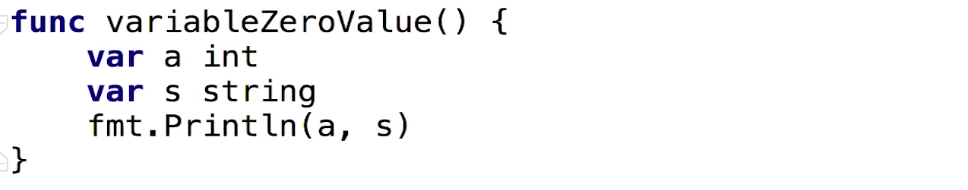 func variableZeroValue() {
    var a int
    var s string
    fmt.Println(a, s)
}